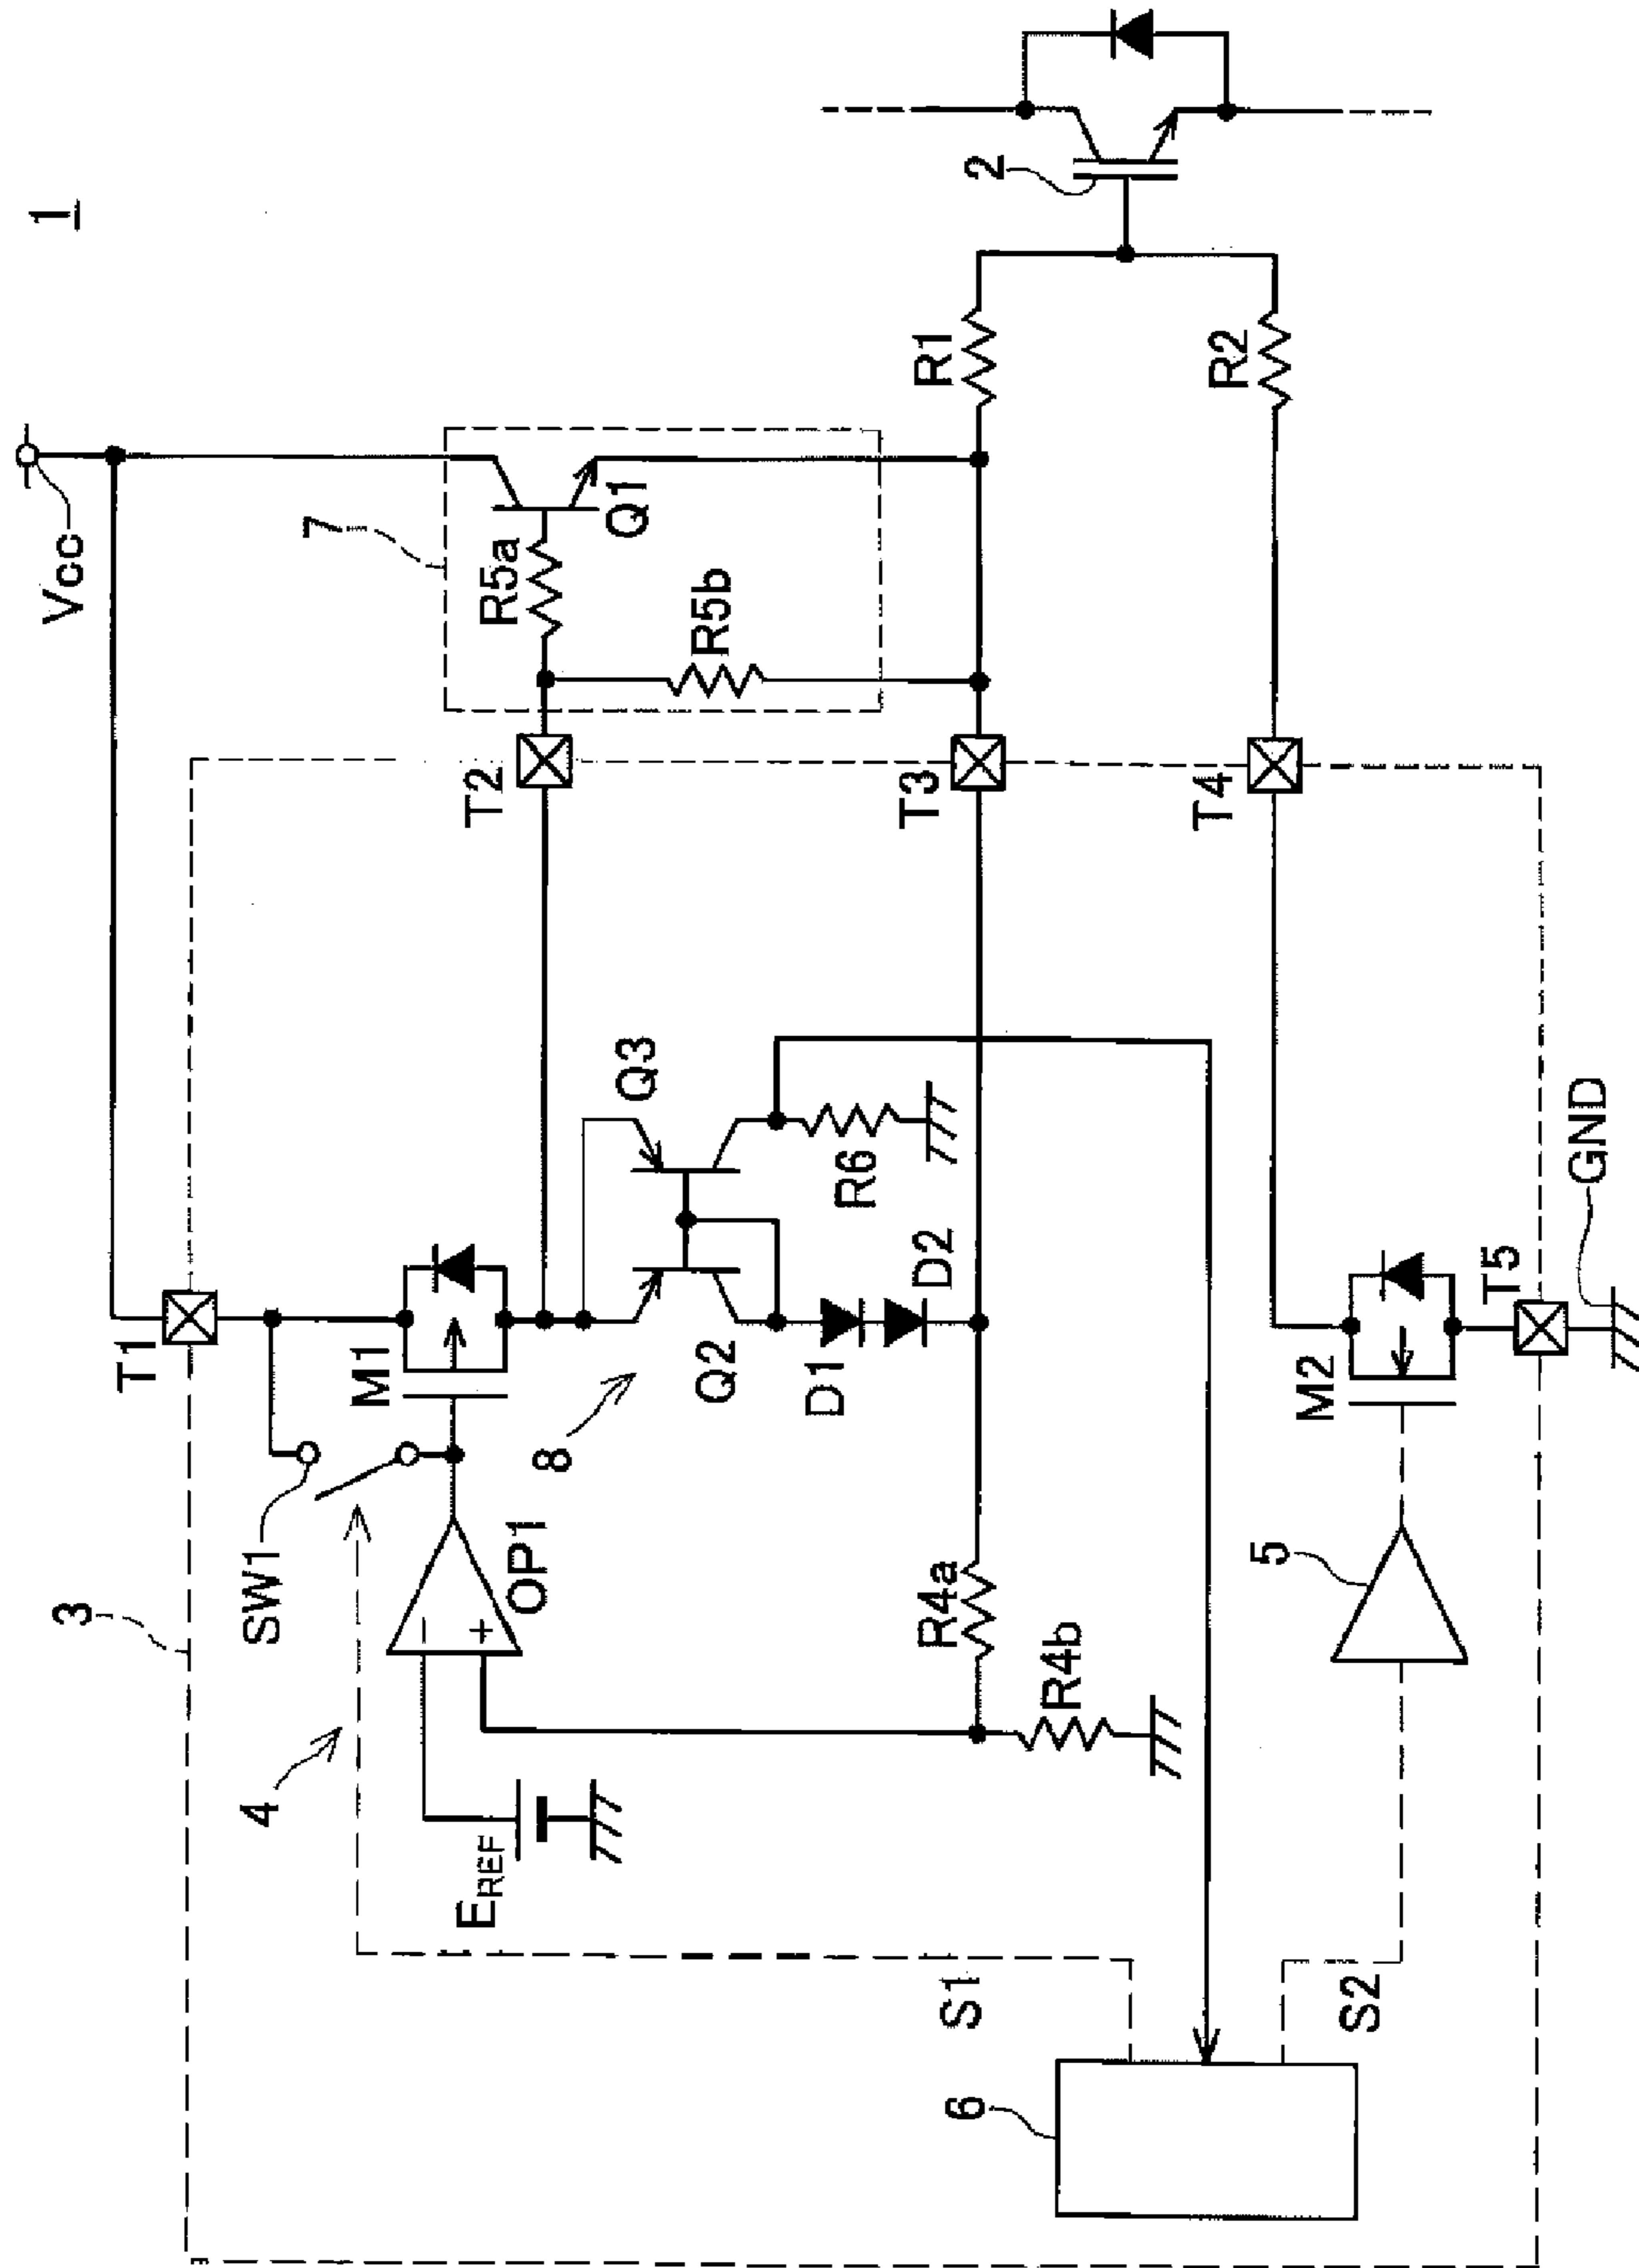 1
Vcc
7
Q1
R5a
R5b
R1
R2
2
T1
T2
T3
T4
T5
GND
3
SW1
M1
4
OP1
−
+
E_REF
8
Q2
Q3
D1
D2
R6
R4a
R4b
M2
5
S1
S2
6